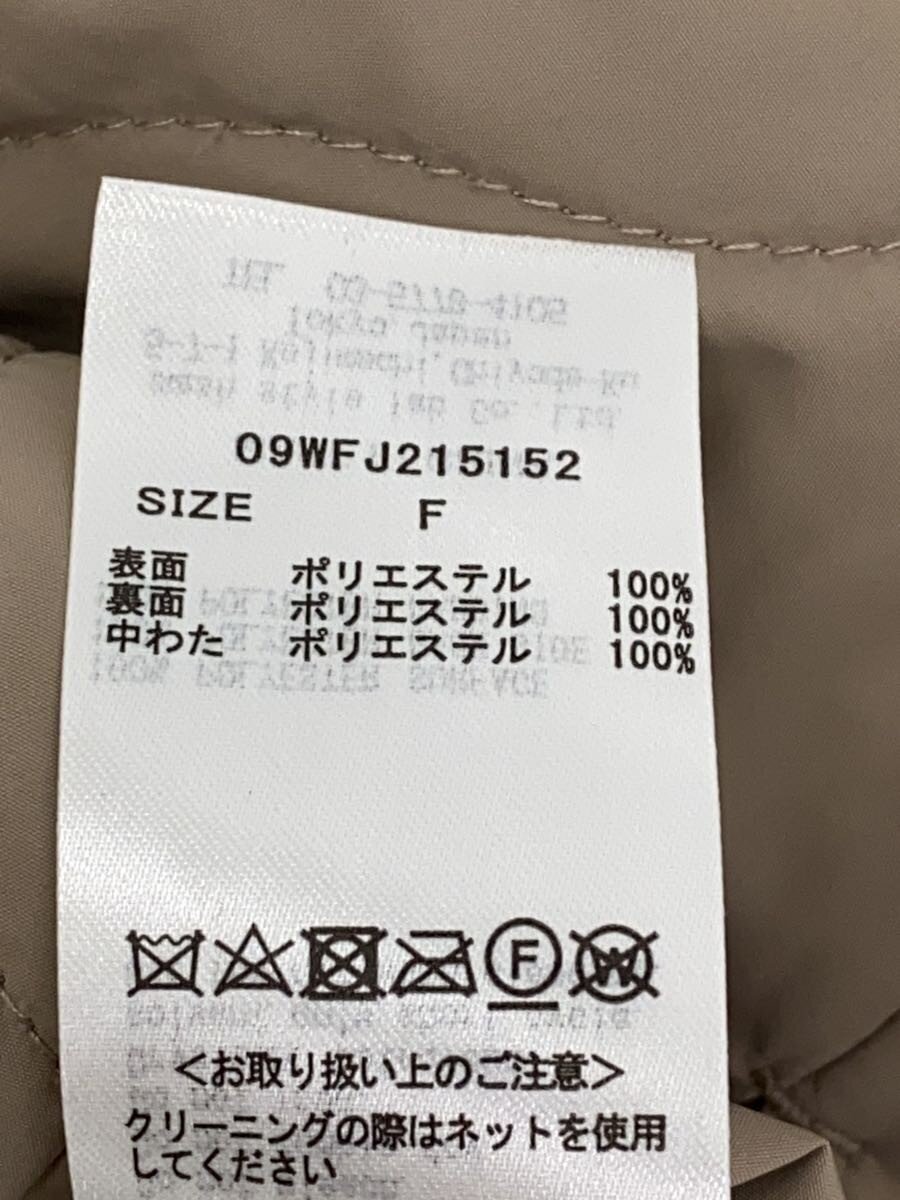 09WFJ215152
SIZE F
表面 ポリエステル 100%
裏面 ポリエステル 100%
中わた ポリエステル 100%
F W
<お取り扱い上のご注意>
クリーニングの際はネットを使用
してください